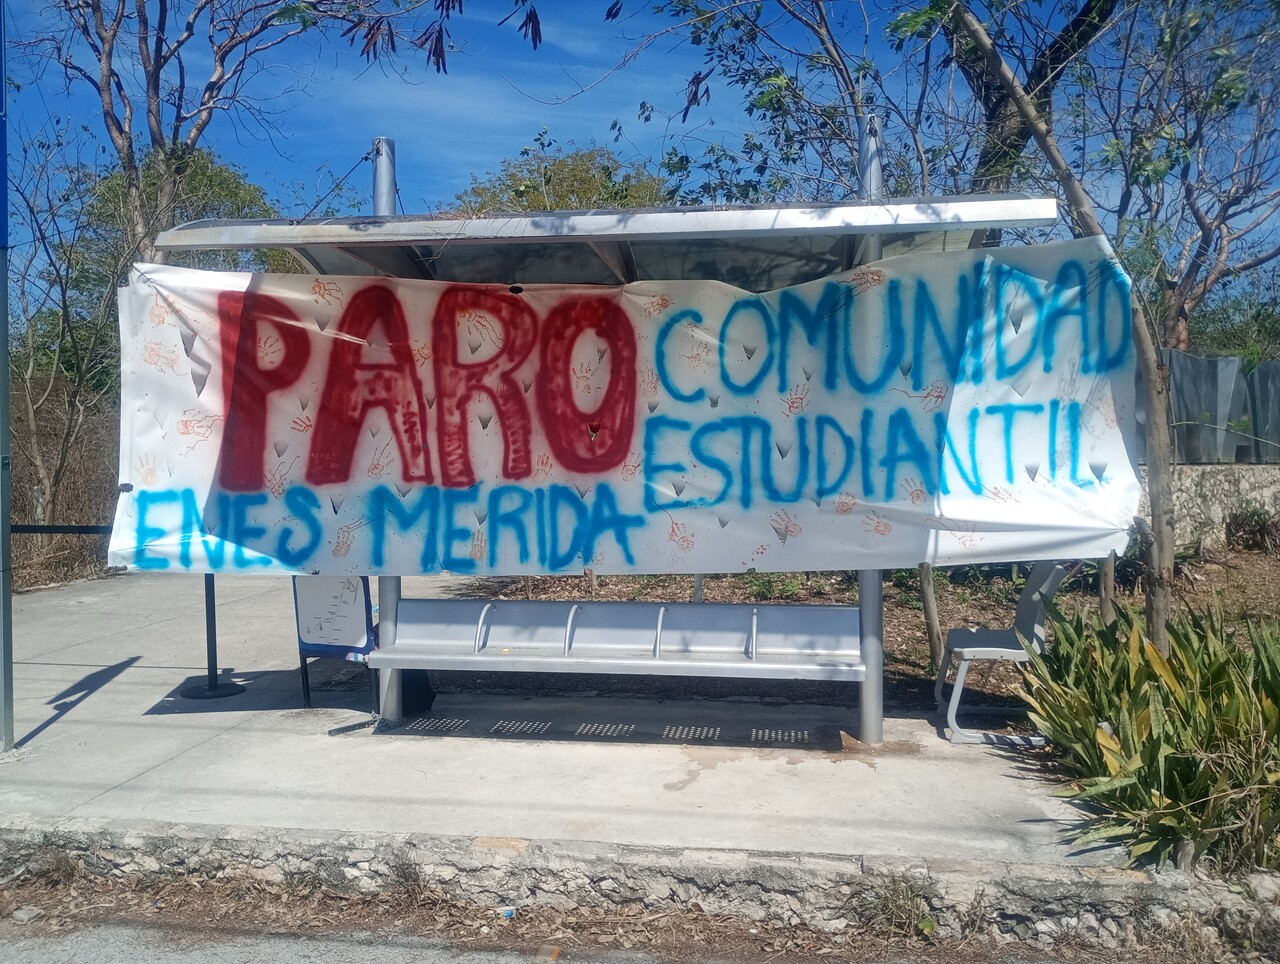 PARO
COMUNIDAD
ESTUDIANTIL
ENES MERIDA